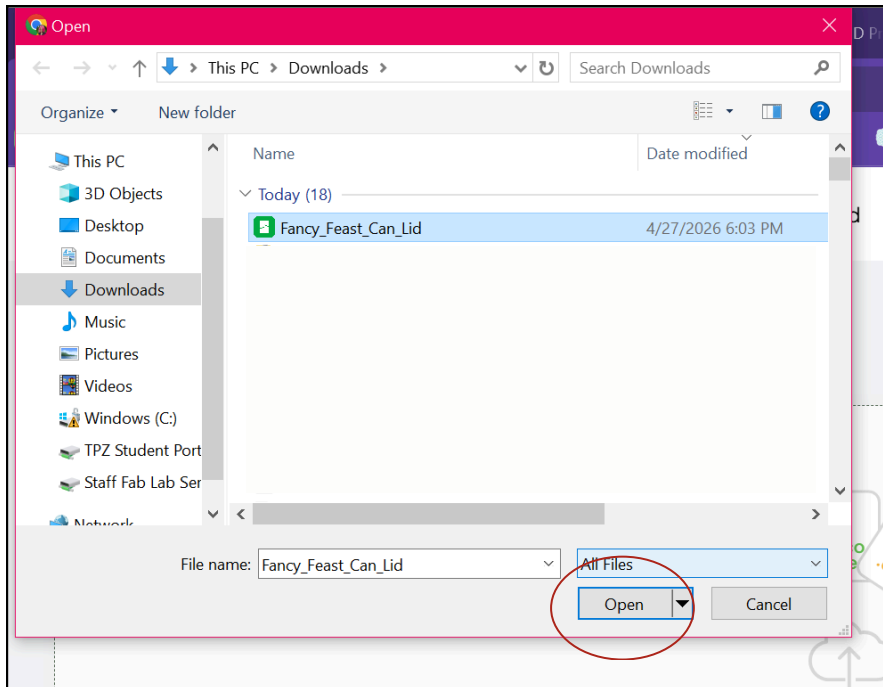 Open
D Pr
This PC > Downloads >
Search Downloads
Organize
New folder
?
This PC
3D Objects
Desktop
Documents
Downloads
Music
Pictures
Videos
Windows (C:)
TPZ Student Port
Staff Fab Lab Ser
Network
Name
Date modified
Today (18)
Fancy_Feast_Can_Lid
4/27/2026 6:03 PM
d
File name:
Fancy_Feast_Can_Lid
All Files
Open
Cancel